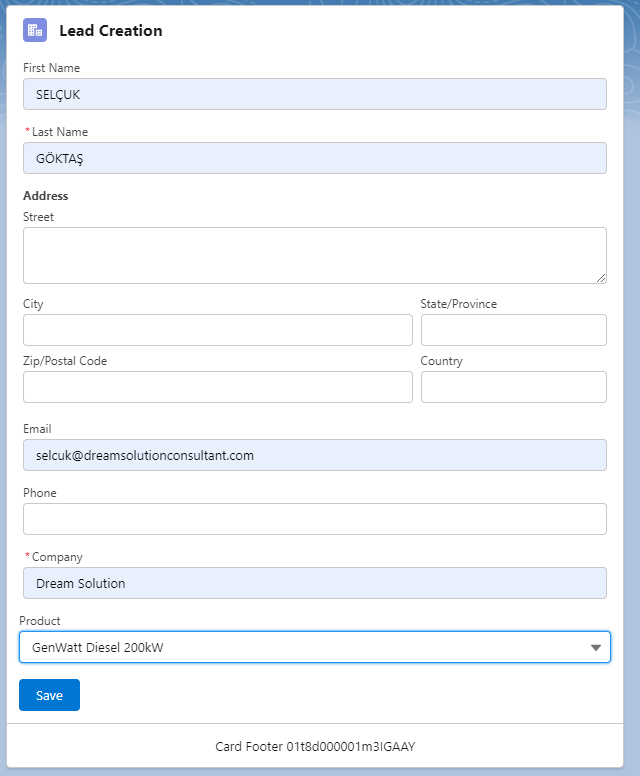 Lead Creation
First Name
SELÇUK
*Last Name
GÖKTAŞ
Address
Street
City State/Province
Zip/Postal Code Country
Email
selcuk@dreamsolutionconsultant.com
Phone
*Company
Dream Solution
Product
GenWatt Diesel 200kW
Save
Card Footer 01t8d000001m3IGAAY